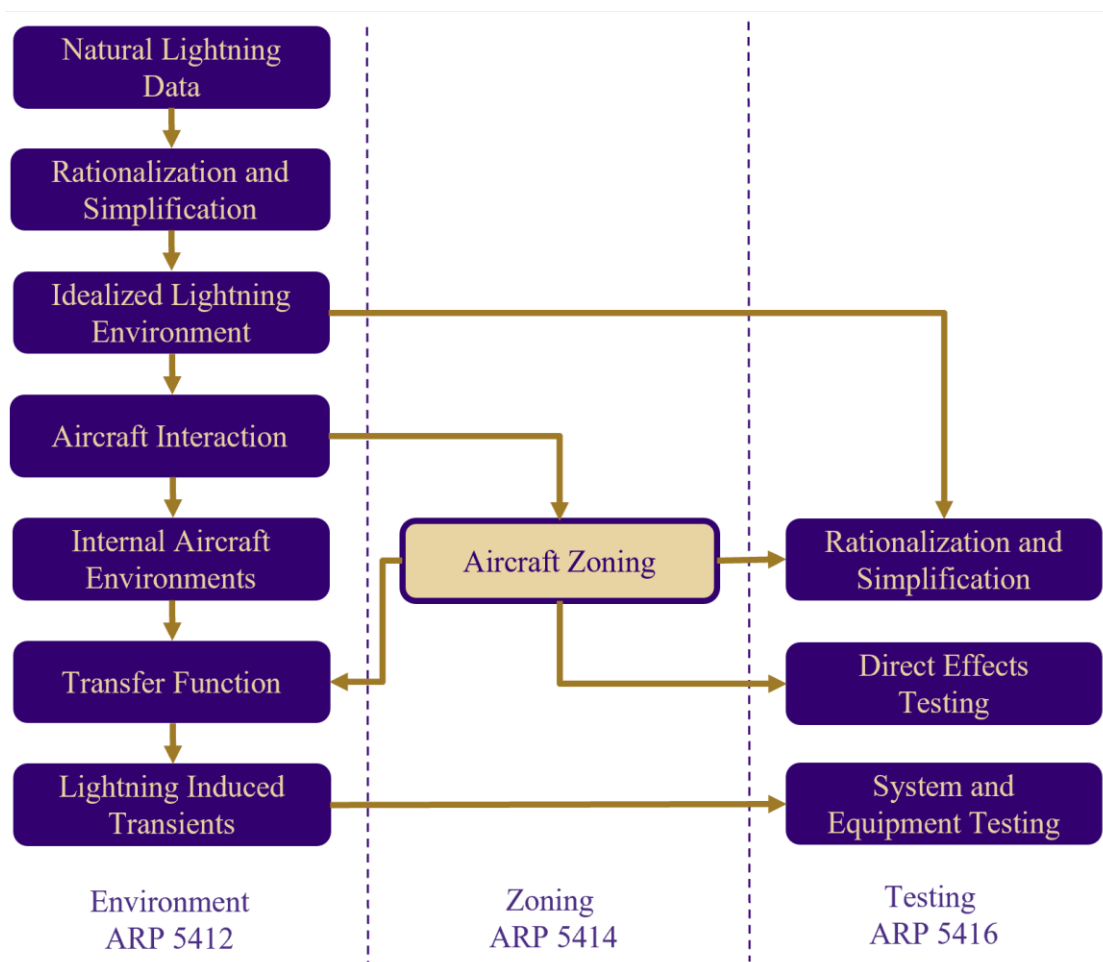 Natural Lightning
Data
Rationalization and
Simplification
Idealized Lightning
Environment
Aircraft Interaction
Internal Aircraft
Environments
Transfer Function
Lightning Induced
Transients
Environment
ARP 5412
Aircraft Zoning
Zoning
ARP 5414
Rationalization and
Simplification
Direct Effects
Testing
System and
Equipment Testing
Testing
ARP 5416